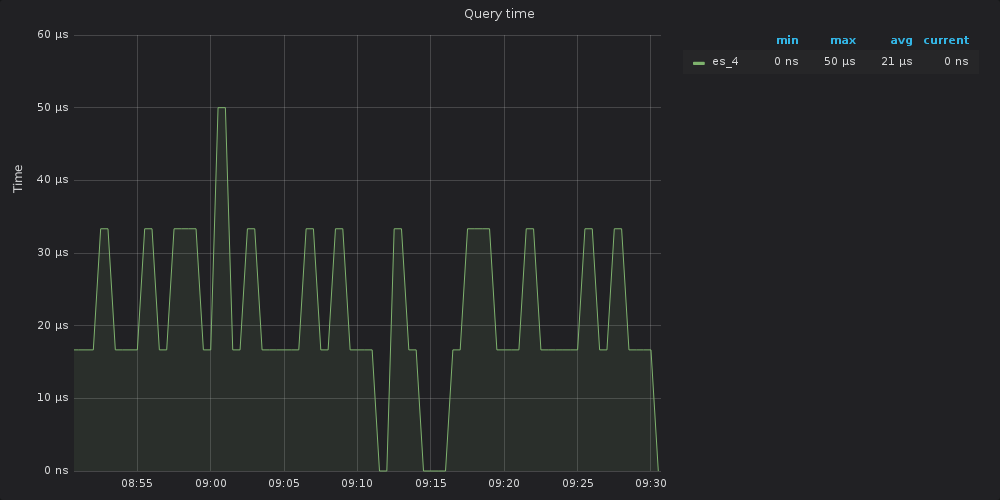 Query time
min max avg current
es_4 0 ns 50 µs 21 µs 0 ns
Time
60 µs
50 µs
40 µs
30 µs
20 µs
10 µs
0 ns
08:55 09:00 09:05 09:10 09:15 09:20 09:25 09:30